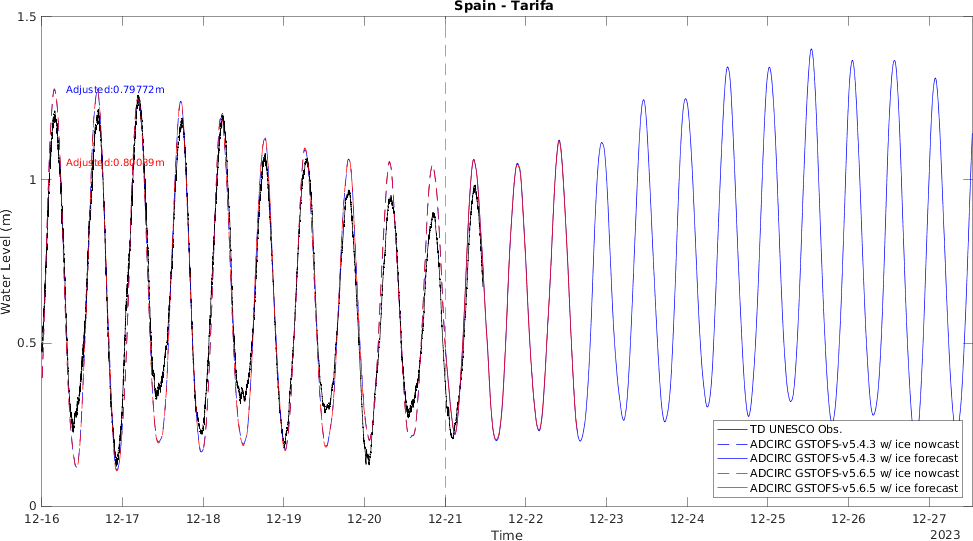 Spain - Tarifa
1.5
1
0.5
0
Water Level (m)
Adjusted:0.79772m
Adjusted:0.80039m
12-16 12-17 12-18 12-19 12-20 12-21 12-22 12-23 12-24 12-25 12-26 12-27
Time
2023
TD UNESCO Obs.
ADCIRC GSTOFS-v5.4.3 w/ ice nowcast
ADCIRC GSTOFS-v5.4.3 w/ ice forecast
ADCIRC GSTOFS-v5.6.5 w/ ice nowcast
ADCIRC GSTOFS-v5.6.5 w/ ice forecast